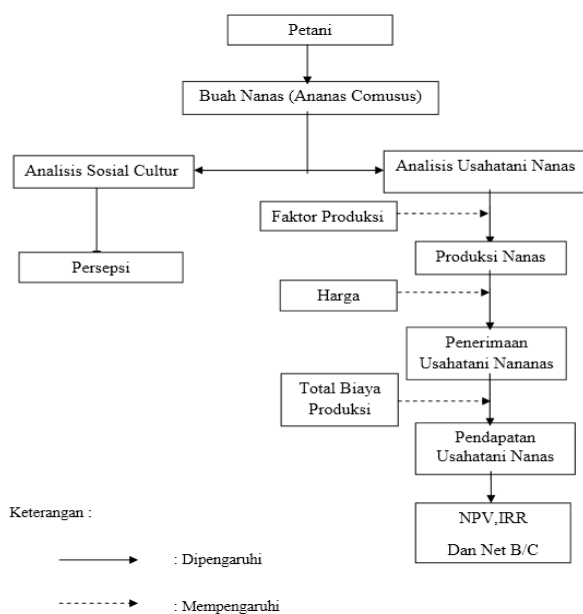 Petani
Buah Nanas (Ananas Comusus)
Analisis Sosial Cultur
Analisis Usahatani Nanas
Faktor Produksi
Persepsi
Produksi Nanas
Harga
Penerimaan
Usahatani Nananas
Total Biaya
Produksi
Pendapatan
Usahatani Nanas
NPV,IRR
Dan Net B/C
Keterangan :
: Dipengaruhi
: Mempengaruhi